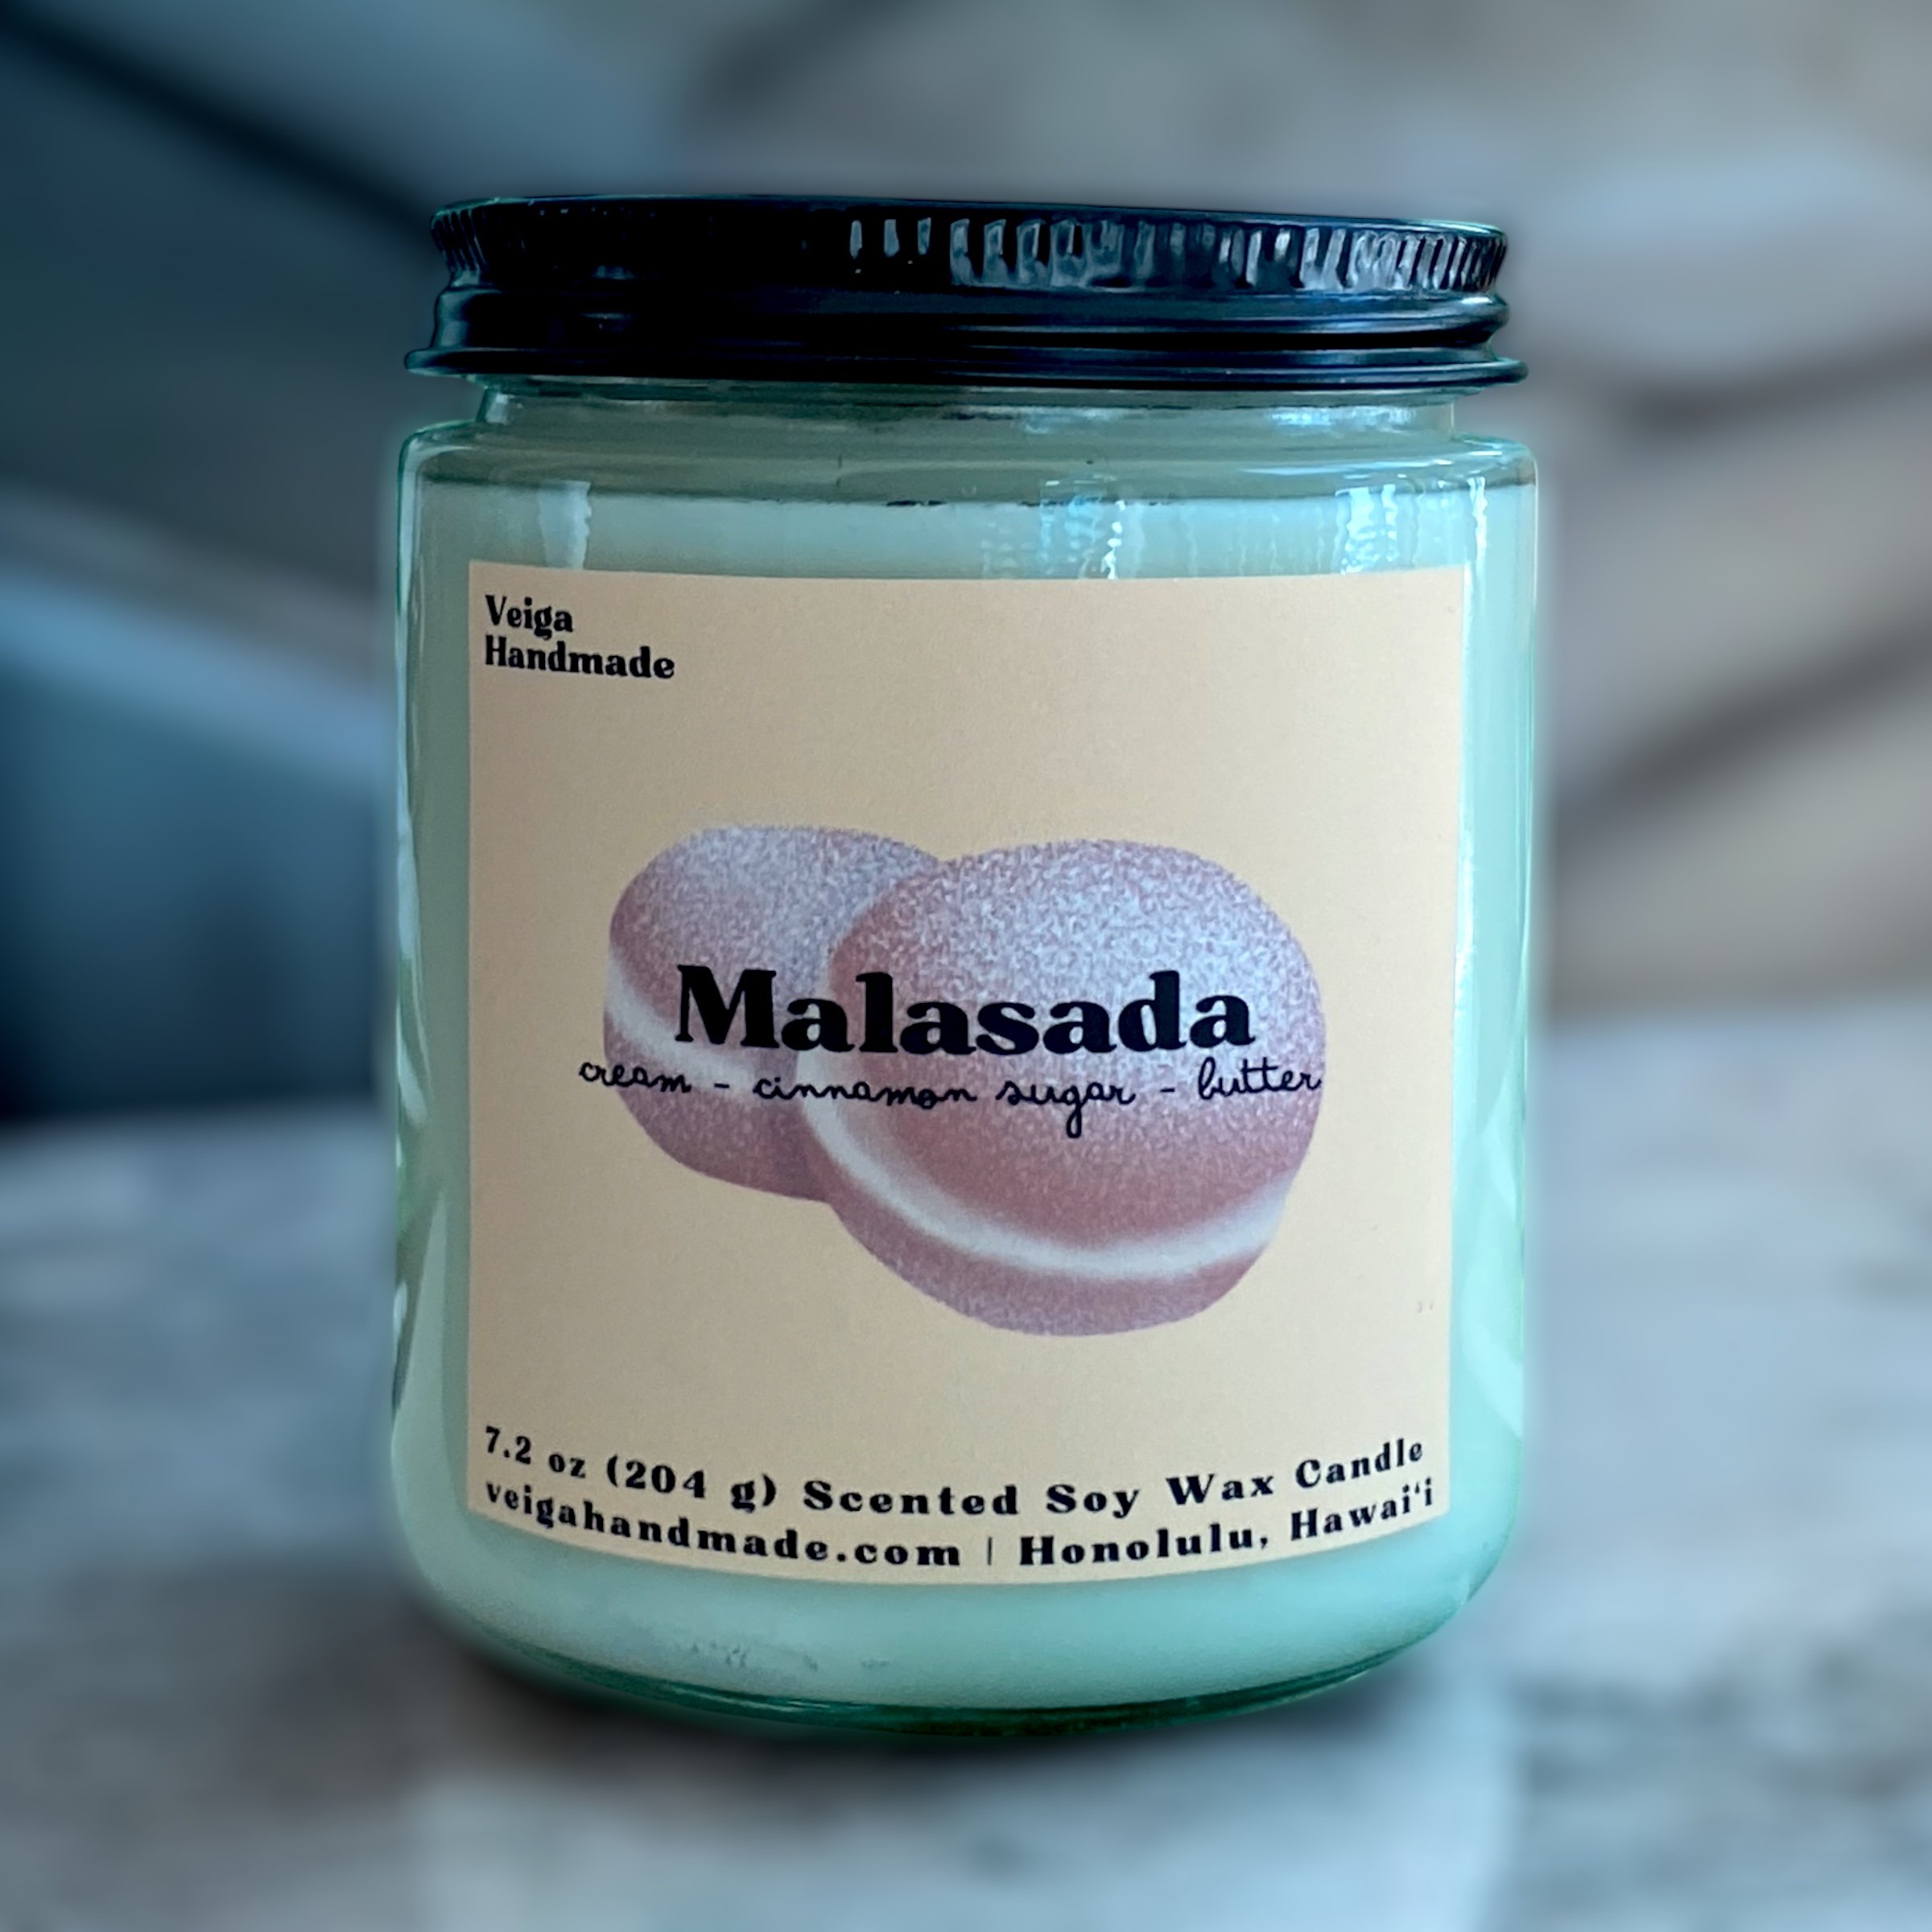 Veiga
Handmade
Malasada
cream - cinnamon sugar - butter
7.2 oz (204 g) Scented Soy Wax Candle
veigahandmade.com | Honolulu, Hawaiʻi